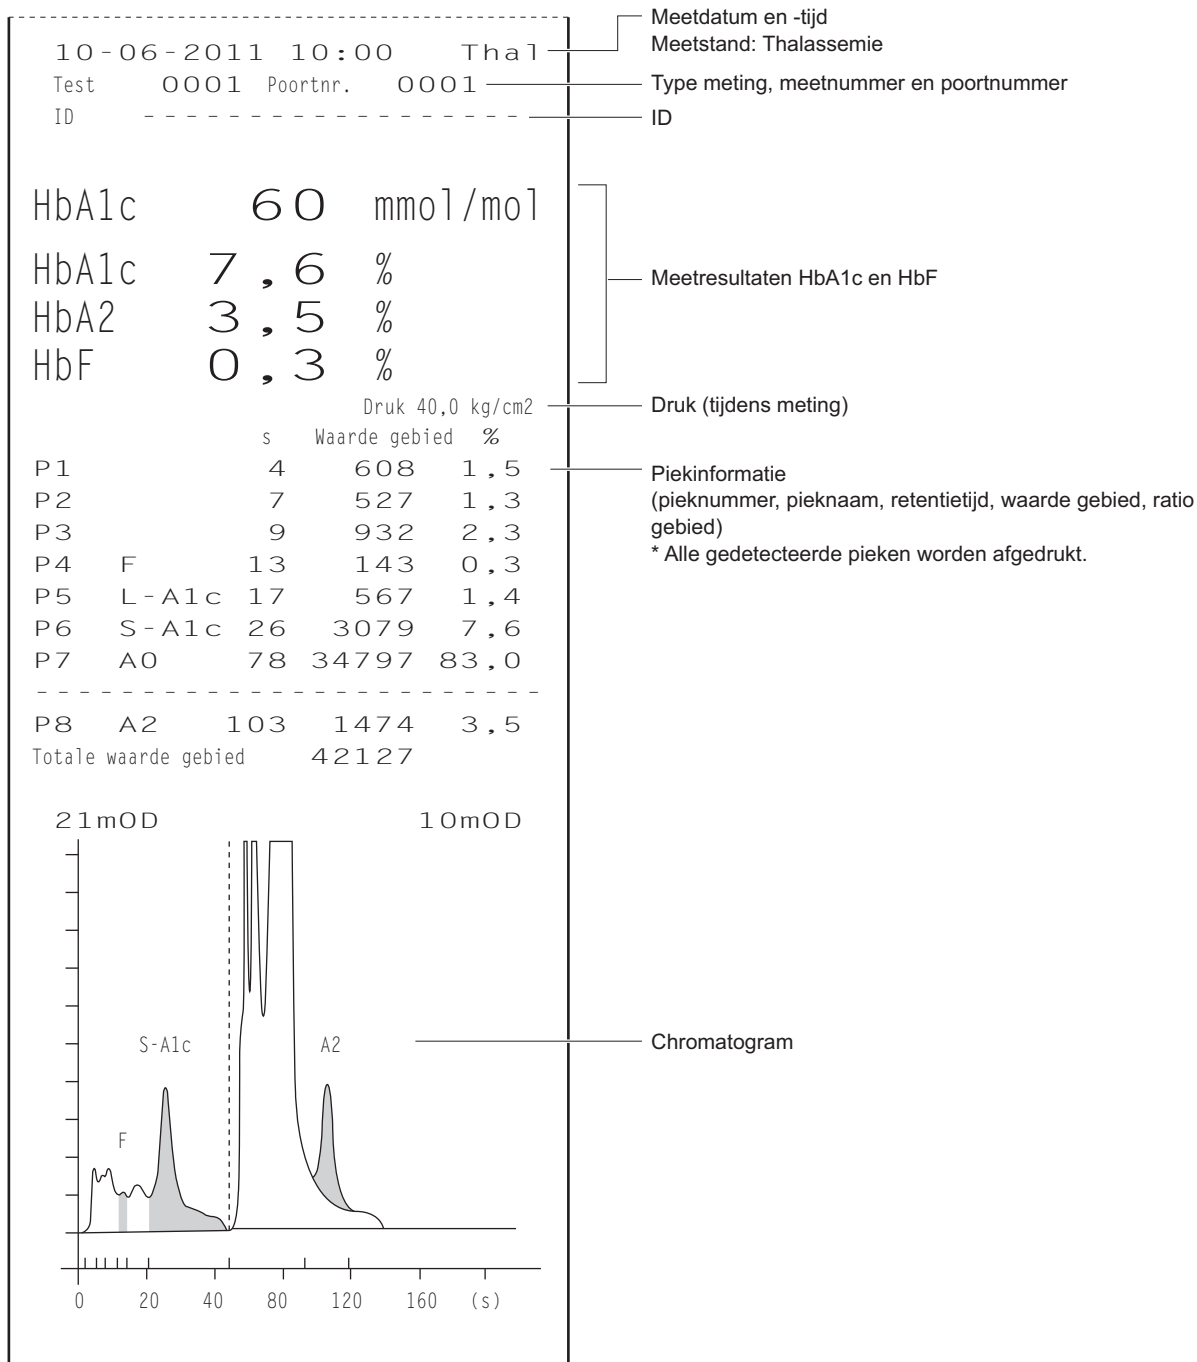 10-06-2011 10:00 Thal
Test 0001 Poortnr. 0001
ID - - - - - - - - - - - - - - - - - -
HbA1c 60 mmol/mol
HbA1c 7,6 %
HbA2 3,5 %
HbF 0,3 %
Druk 40,0 kg/cm2
s Waarde gebied %
P1 4 608 1,5
P2 7 527 1,3
P3 9 932 2,3
P4 F 13 143 0,3
P5 L-A1c 17 567 1,4
P6 S-A1c 26 3079 7,6
P7 A0 78 34797 83,0
P8 A2 103 1474 3,5
Totale waarde gebied 42127
21mOD 10mOD
S-A1c A2
F
0 20 40 80 120 160 (s)
Meetdatum en -tijd
Meetstand: Thalassemie
Type meting, meetnummer en poortnummer
ID
Meetresultaten HbA1c en HbF
Druk (tijdens meting)
Piekinformatie
(pieknummer, pieknaam, retentietijd, waarde gebied, ratio
gebied)
* Alle gedetecteerde pieken worden afgedrukt.
Chromatogram